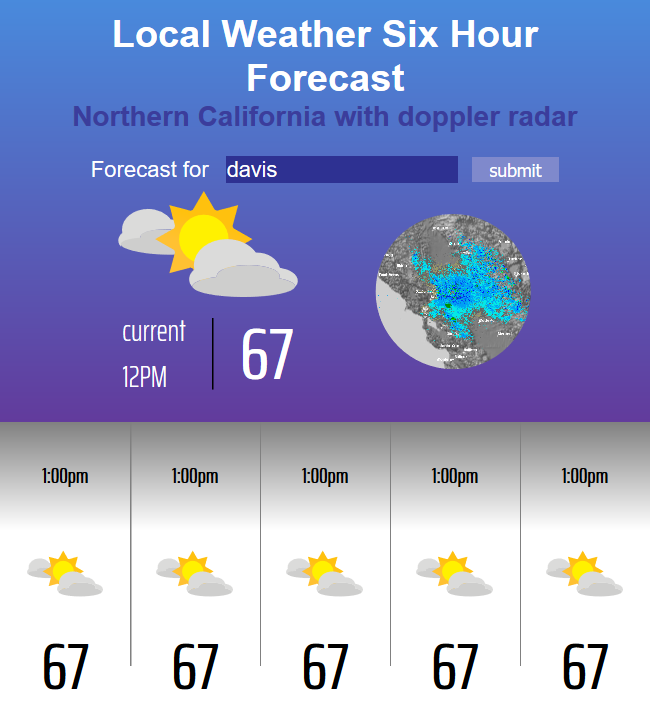 Local Weather Six Hour
Forecast
Northern California with doppler radar
Forecast for davis submit
current
12PM
67
1:00pm 1:00pm 1:00pm 1:00pm 1:00pm
67 67 67 67 67